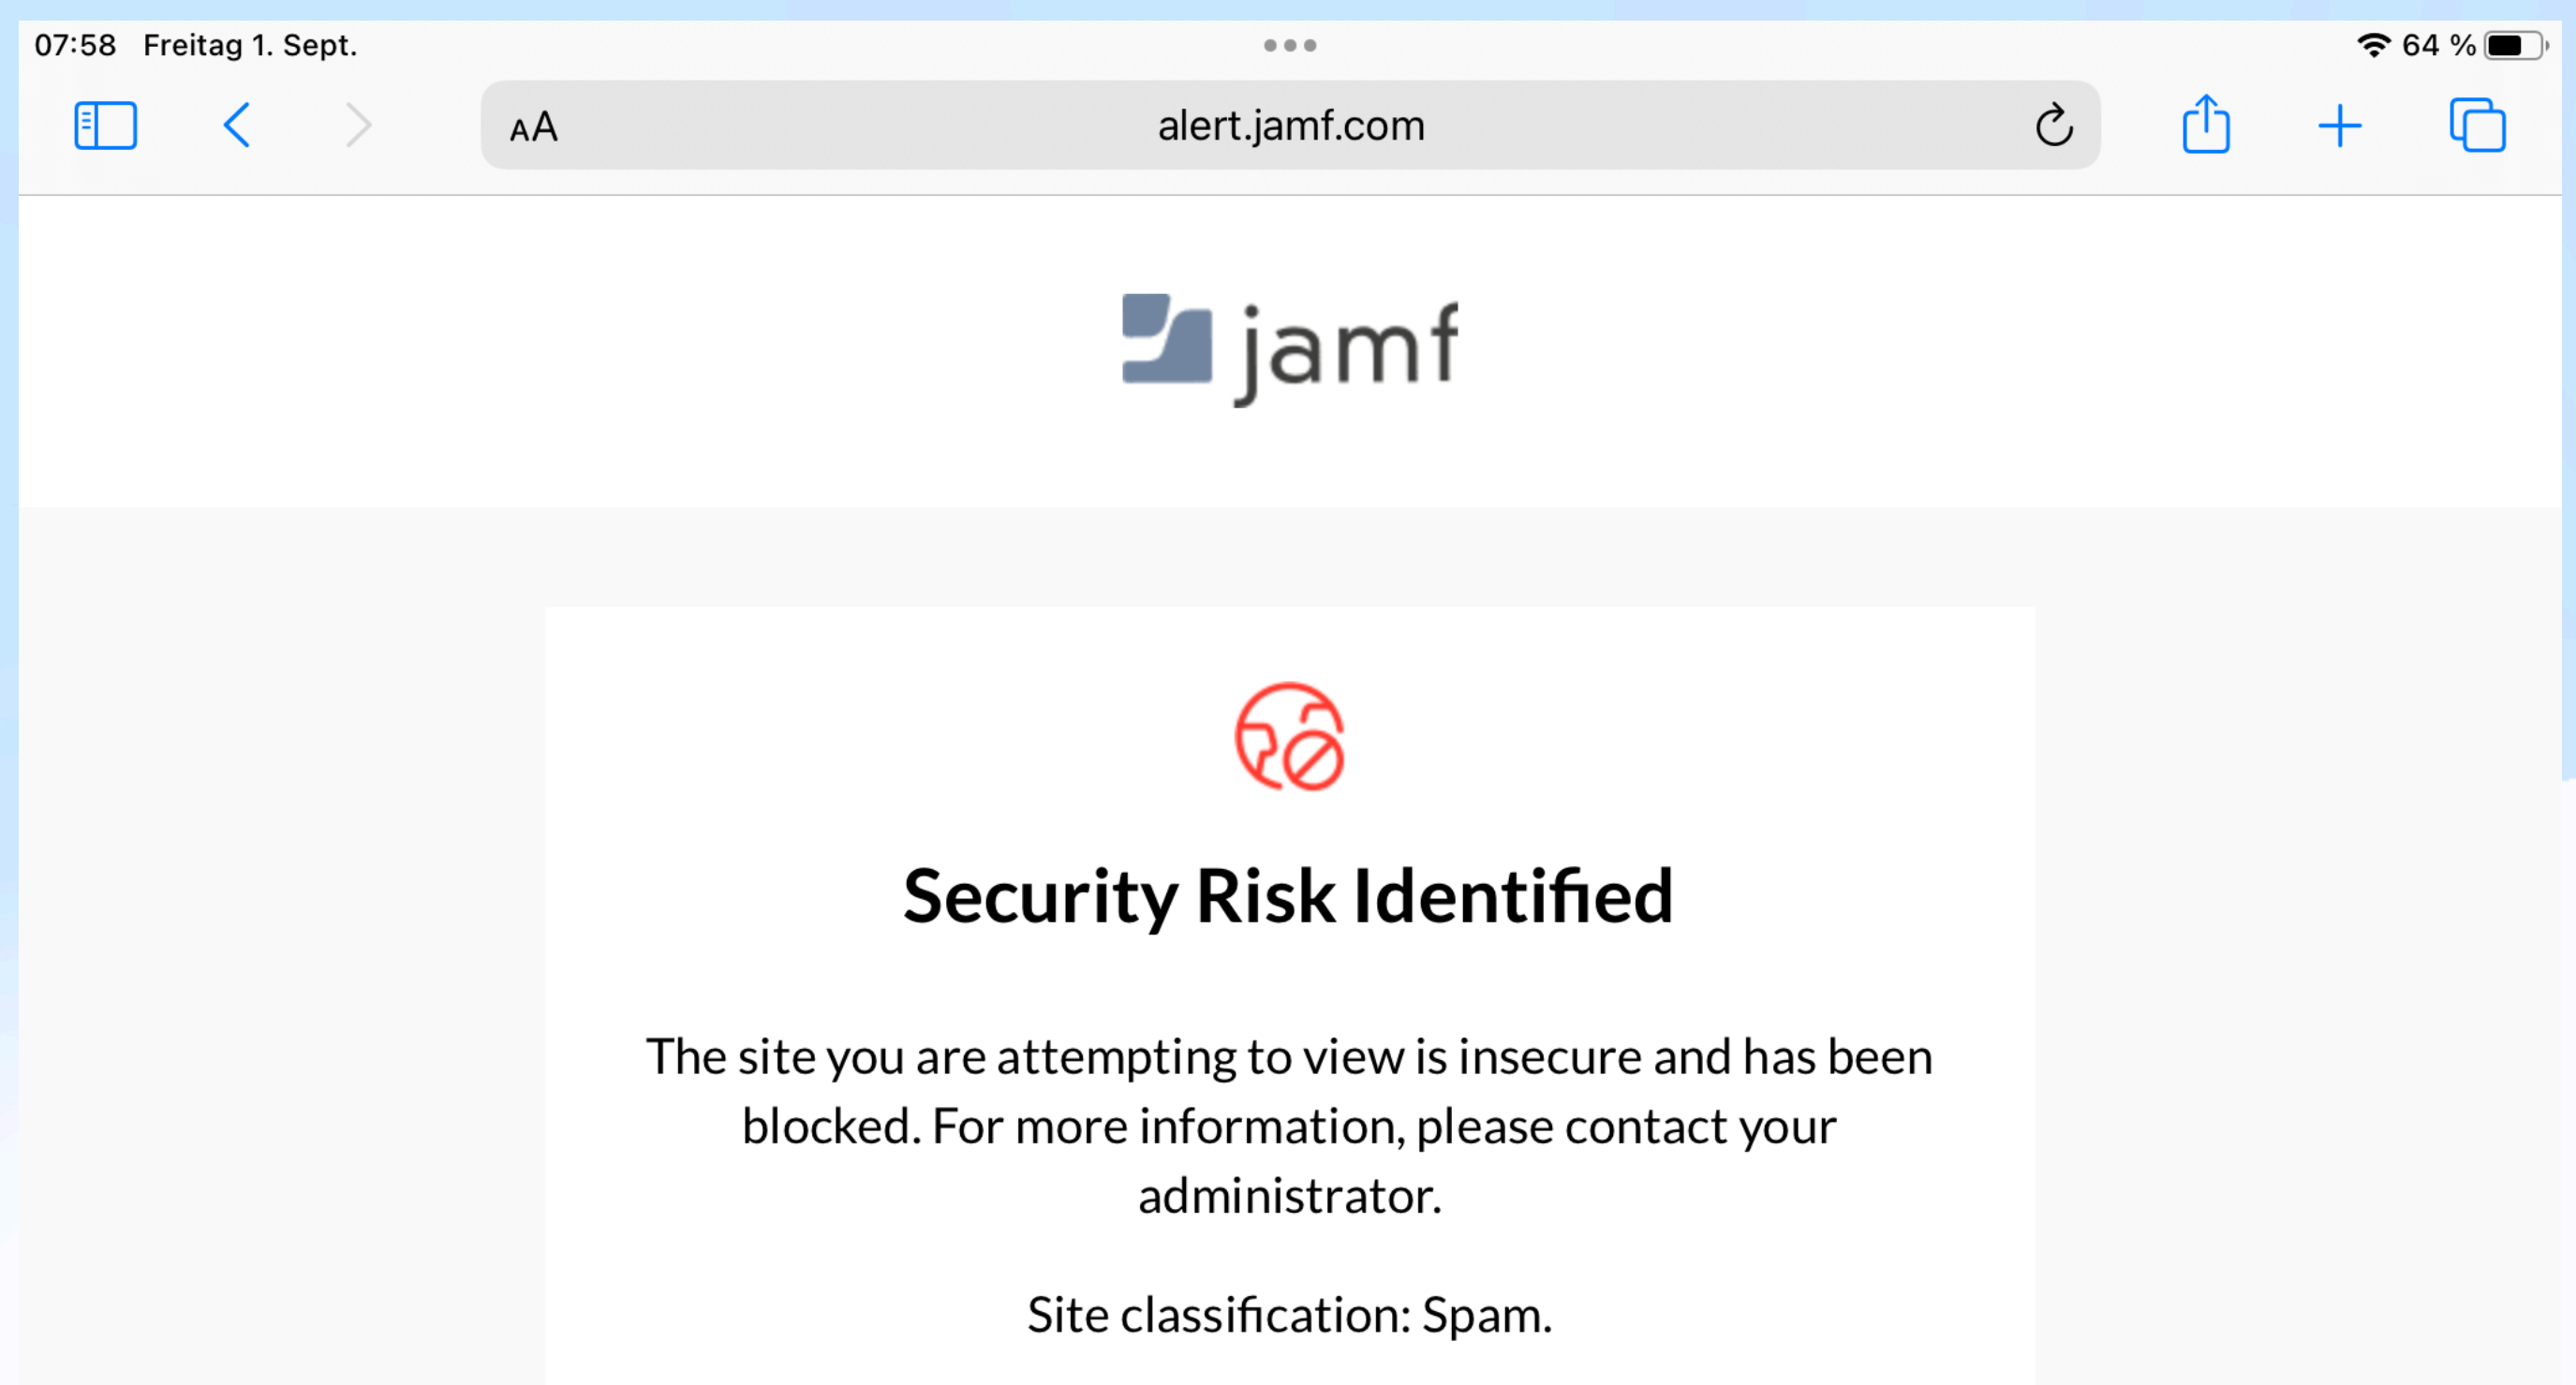 07:58 Freitag 1. Sept.
64 %
AA
alert.jamf.com
jamf
Security Risk Identified
The site you are attempting to view is insecure and has been
blocked. For more information, please contact your
administrator.
Site classification: Spam.